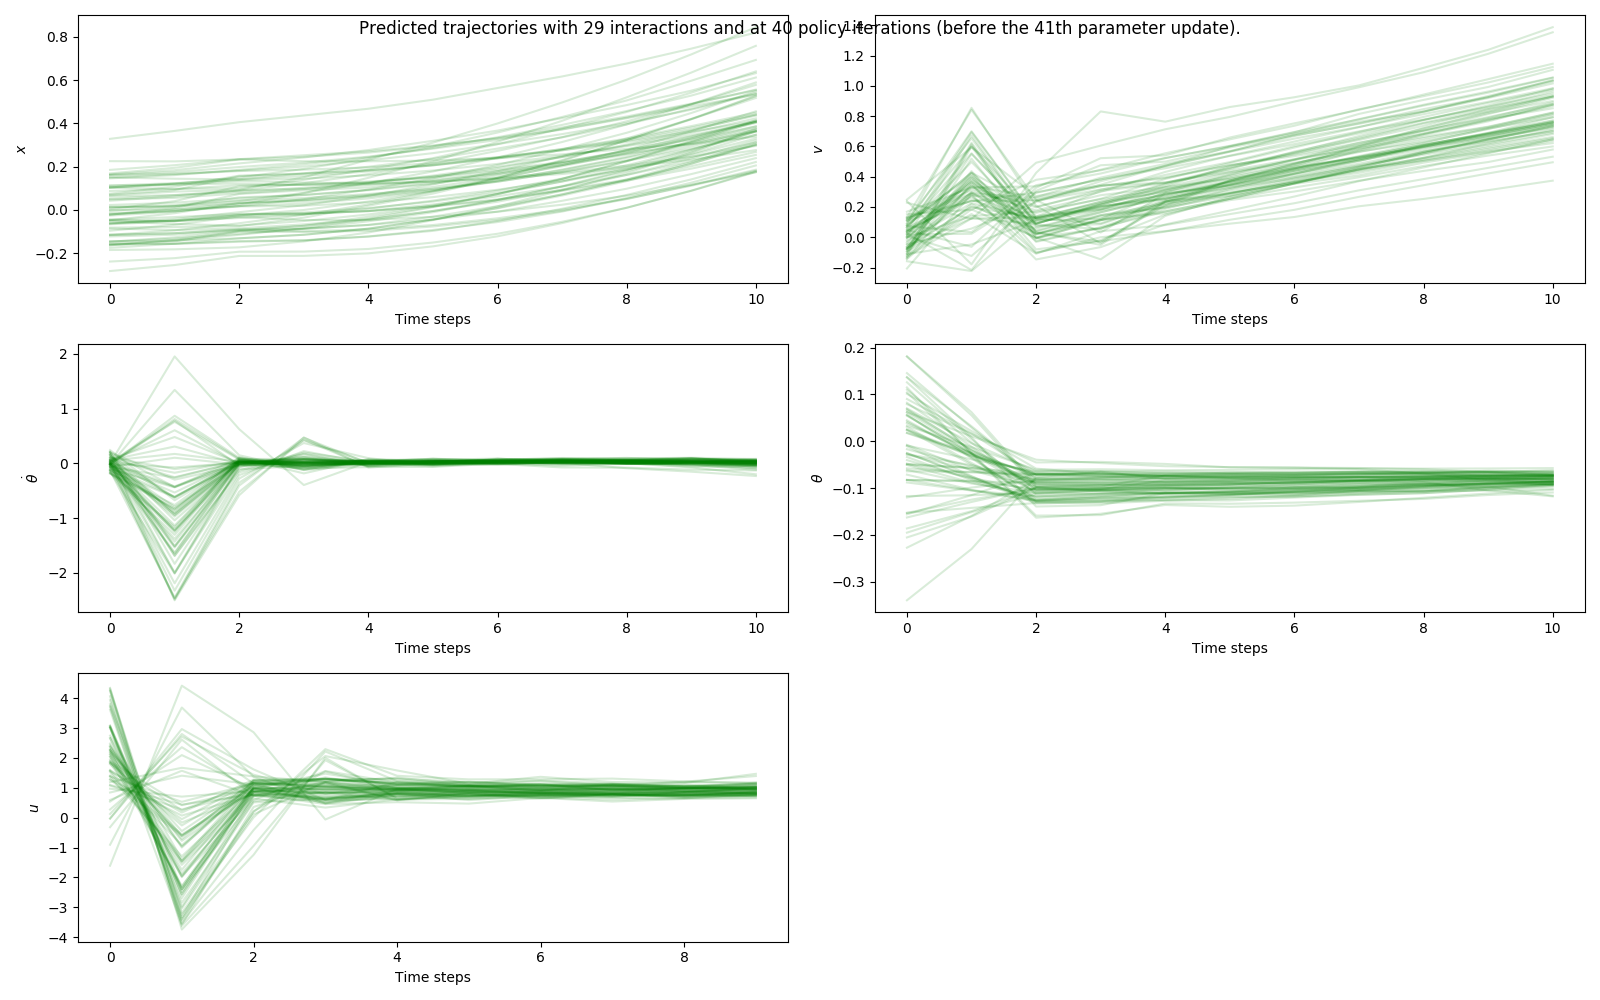 Predicted trajectories with 29 interactions and at 40 policy iterations (before the 41th parameter update).
0.8
0.6
0.4
0.2
0.0
−0.2
x
0 2 4 6 8 10
Time steps
1.4
1.2
1.0
0.8
0.6
0.4
0.2
0.0
−0.2
v
0 2 4 6 8 10
Time steps
2
1
0
−1
−2
θ̇
0 2 4 6 8 10
Time steps
0.2
0.1
0.0
−0.1
−0.2
−0.3
θ
0 2 4 6 8 10
Time steps
4
3
2
1
0
−1
−2
−3
−4
u
0 2 4 6 8
Time steps